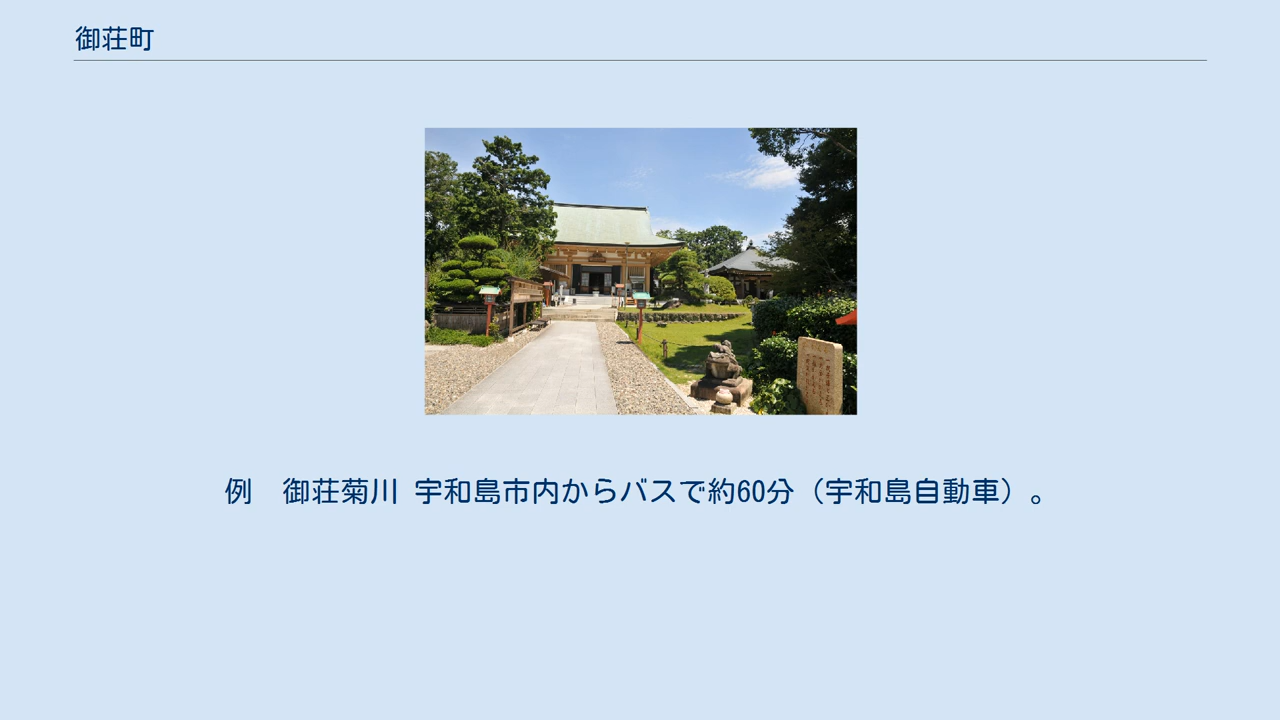 御荘町
例　御荘菊川 宇和島市内からバスで約60分（宇和島自動車）。